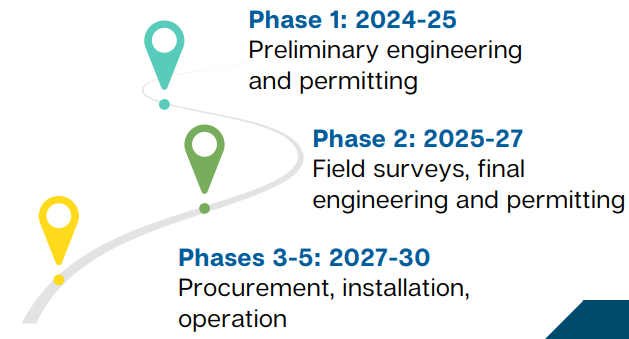 Phase 1: 2024-25
Preliminary engineering
and permitting
Phase 2: 2025-27
Field surveys, final
engineering and permitting
Phases 3-5: 2027-30
Procurement, installation,
operation